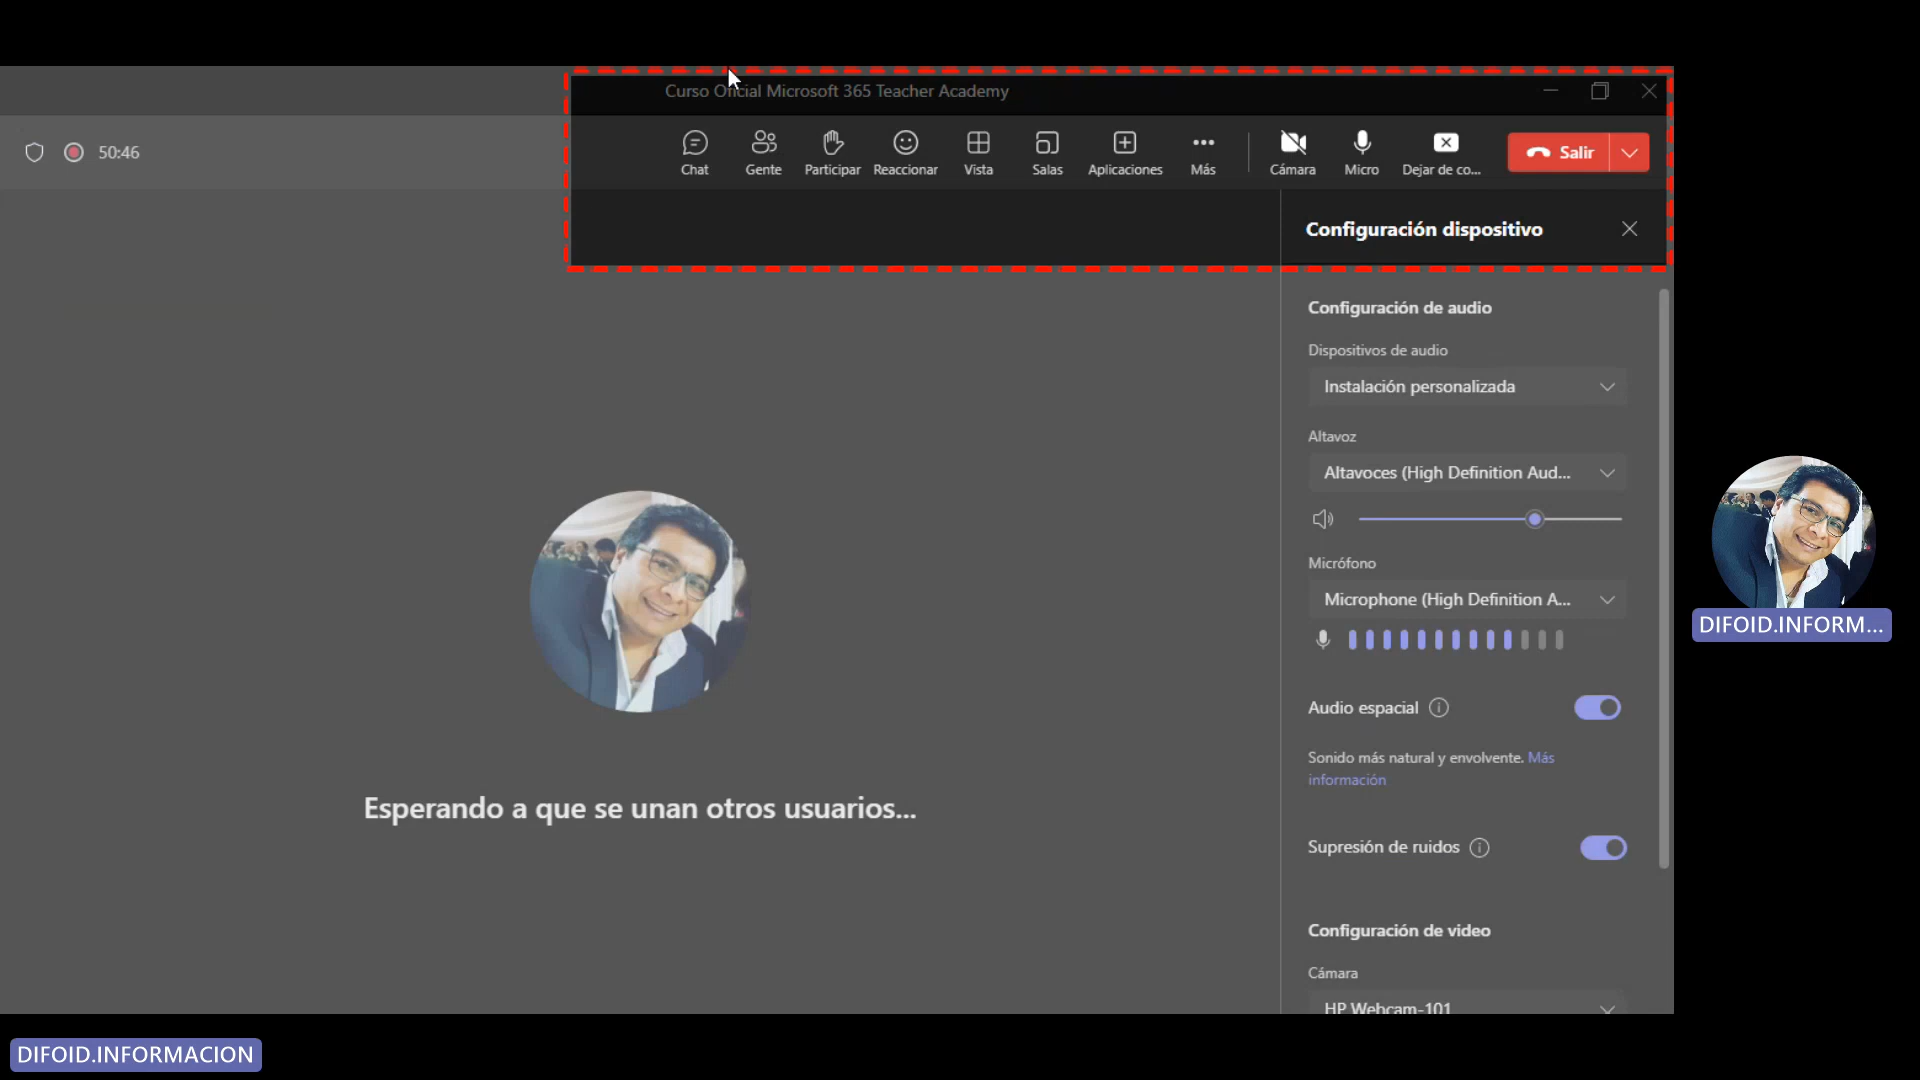 Curso Oficial Microsoft 365 Teacher Academy
50:46
Chat
Gente
Participar
Reaccionar
Vista
Salas
Aplicaciones
Más
Cámara
Micro
Dejar de co...
Salir
Configuración dispositivo
Configuración de audio
Dispositivos de audio
Instalación personalizada
Altavoz
Altavoces (High Definition Aud...
Micrófono
Microphone (High Definition A...
Audio espacial
Sonido más natural y envolvente. Más
información
Supresión de ruidos
Configuración de video
Cámara
HP Webcam-101
Esperando a que se unan otros usuarios...
DIFOID.INFORM...
DIFOID.INFORMACION